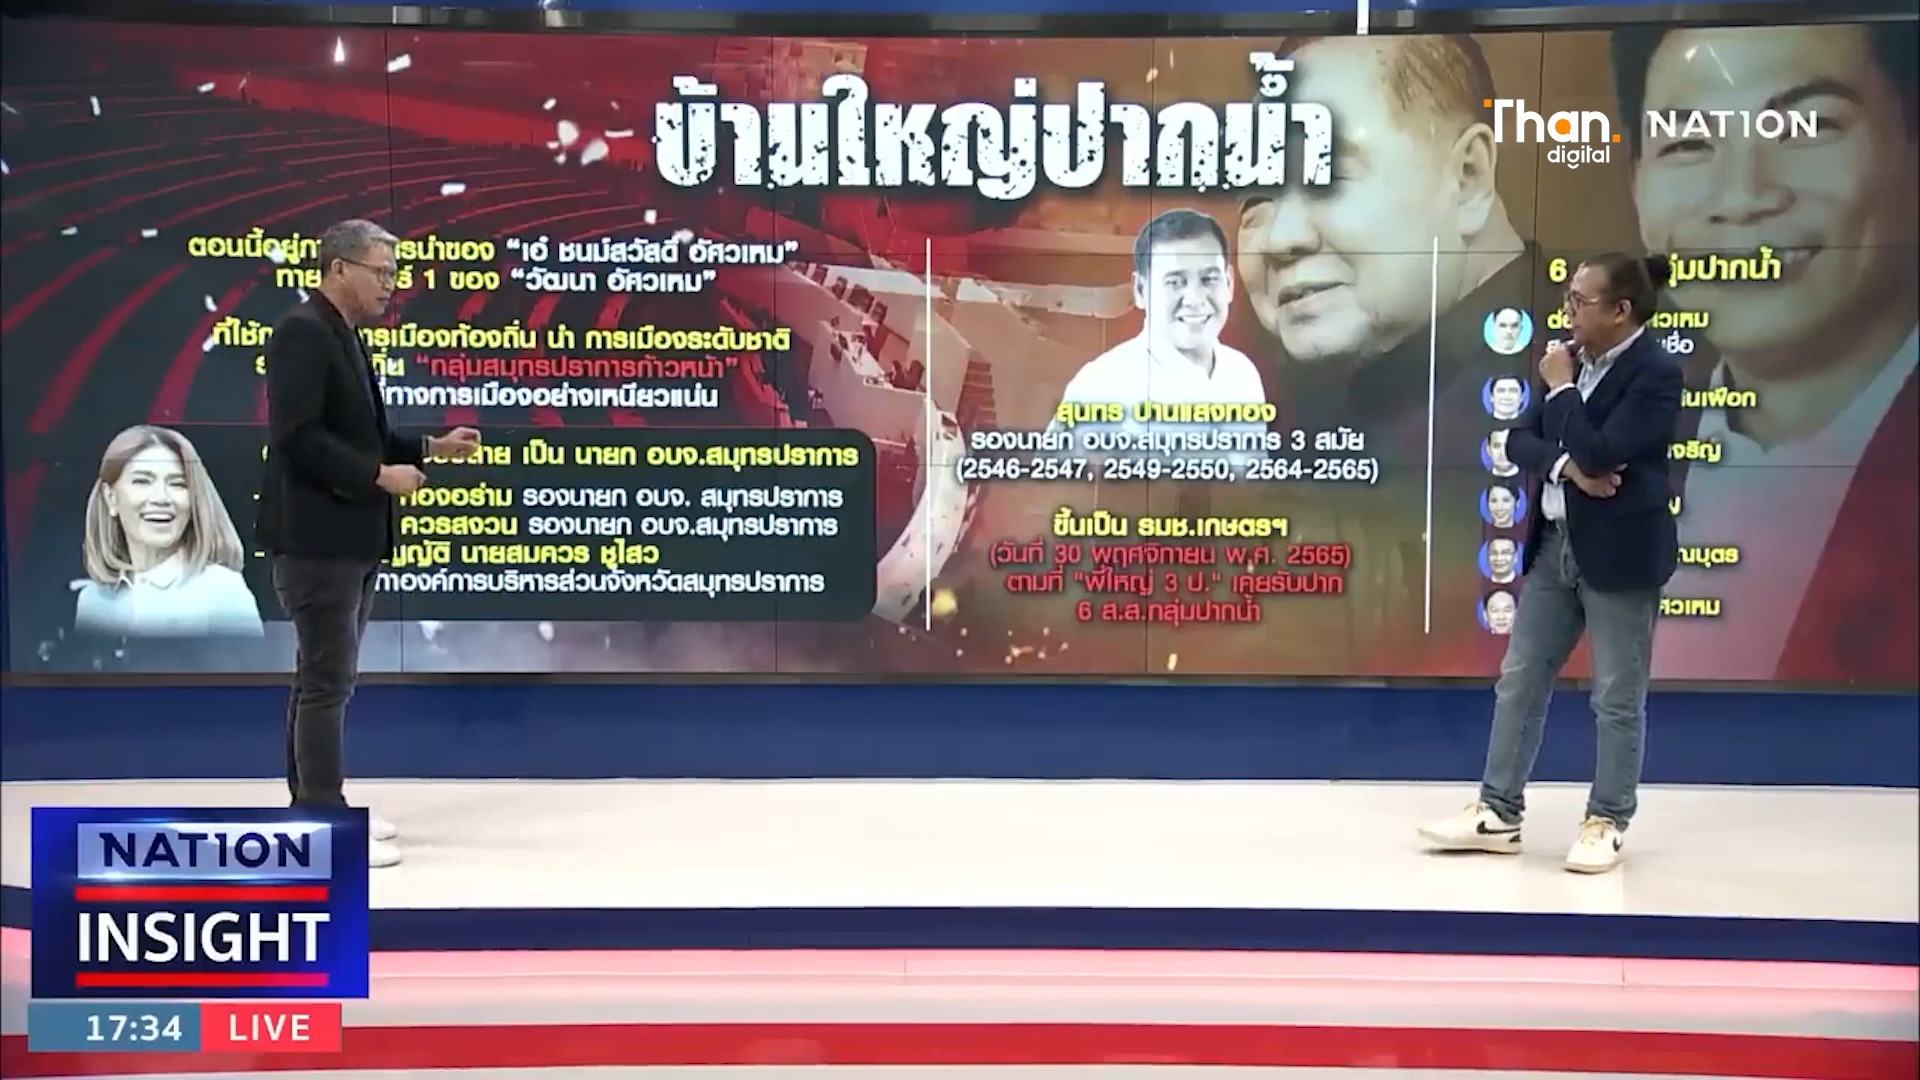 บ้านใหญ่ปากน้ำ
Than.
digital
NATION
ตอนนี้อยู่ รนำของ “เอ๋ ชนม์สวัสดิ์ อัศวเหม”
1 ของ “วัฒนา อัศวเหม”
ที่ใช้ การเมืองท้องถิ่น นำ การเมืองระดับชาติ
“กลุ่มสมุทรปราการก้าวหน้า”
ทางการเมืองอย่างเหนียวแน่น
เป็น นายก อบจ.สมุทรปราการ
ทองอร่าม รองนายก อบจ. สมุทรปราการ
ควรสงวน รองนายก อบจ.สมุทรปราการ
นายสมควร ชูไสว
องค์การบริหารส่วนจังหวัดสมุทรปราการ
สุนทร ปานแสงทอง
รองนายก อบจ.สมุทรปราการ 3 สมัย
(2546-2547, 2549-2550, 2564-2565)
ขึ้นเป็น รมช.เกษตรฯ
(วันที่ 30 พฤศจิกายน พ.ศ. 2565)
ตามที่ "พี่ใหญ่ 3 ป." เคยรับปาก
6 ส.ส.กลุ่มปากน้ำ
6 ลุ่มปากน้ำ
NATION
INSIGHT
17:34 LIVE